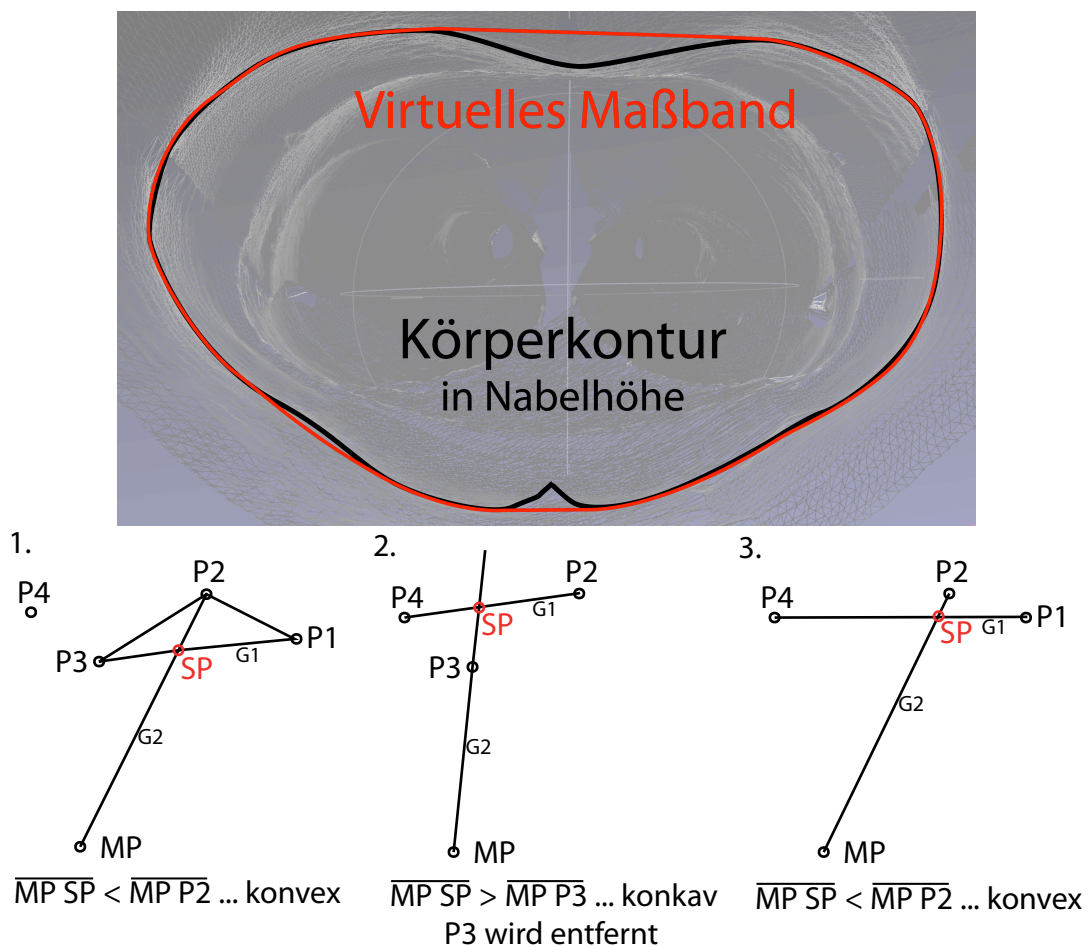 Virtuelles Maßband
Körperkontur
in Nabelhöhe
1.
P4
P2
P1
P3
SP
G1
G2
MP
MP SP < MP P2 ... konvex
2.
P4
P2
G1
SP
P3
G2
MP
MP SP > MP P3 ... konkav
P3 wird entfernt
3.
P2
P4
SP
G1
P1
G2
MP
MP SP < MP P2 ... konvex